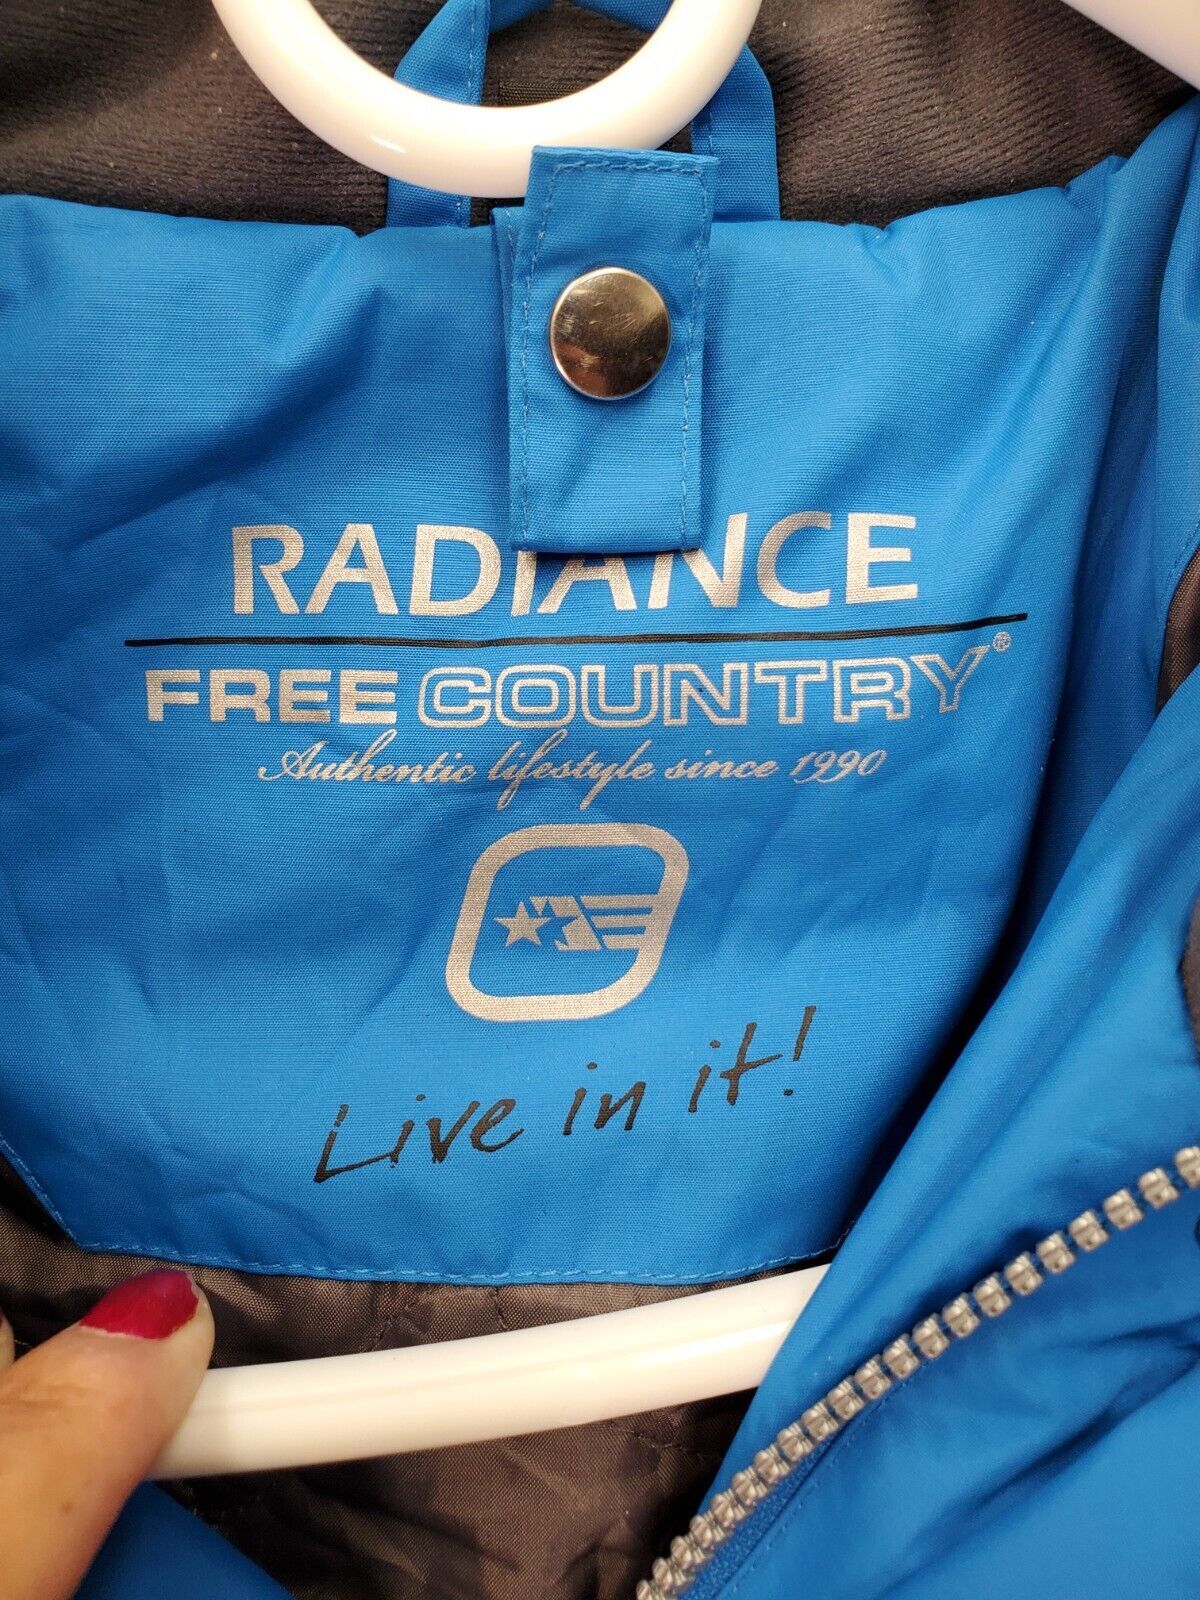 RADIANCE
FREE COUNTRY®
Authentic lifestyle since 1990
Live in it!